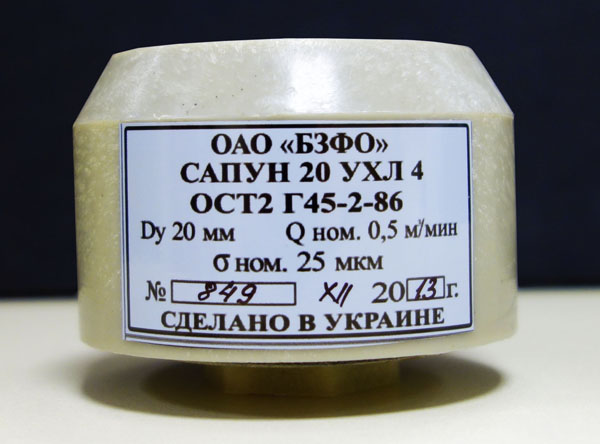 ОАО «БЗФО»
САПУН 20 УХЛ 4
ОСТ2 Г45-2-86
Dу 20 мм Q ном. 0,5 м³/мин
σ ном. 25 мкм
№ 849 XII 2013 г.
СДЕЛАНО В УКРАИНЕ